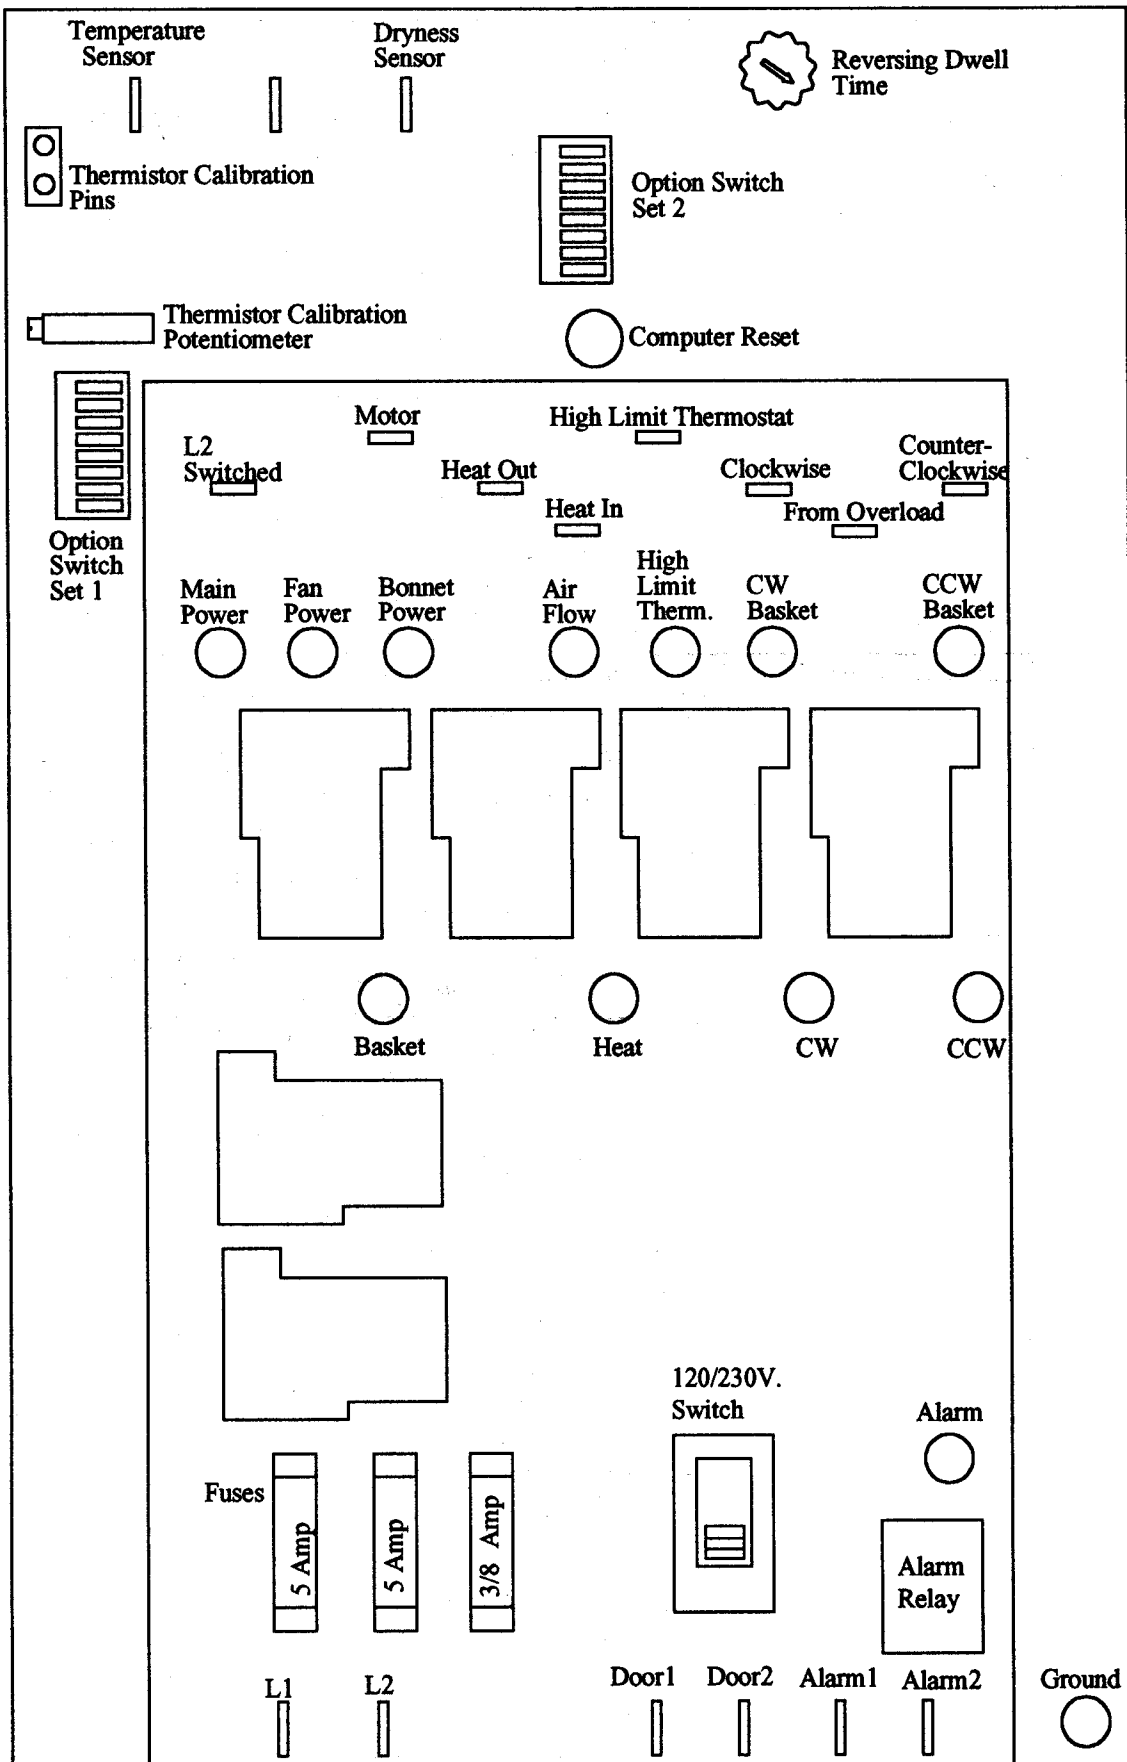 Temperature
Sensor
Dryness
Sensor
Reversing Dwell
Time
Thermistor Calibration
Pins
Option Switch
Set 2
Thermistor Calibration
Potentiometer
Computer Reset
Motor
High Limit Thermostat
L2
Switched
Heat Out
Clockwise
Counter-
Clockwise
Heat In
From Overload
Option
Switch
Set 1
Main
Power
Fan
Power
Bonnet
Power
Air
Flow
High
Limit
Therm.
CW
Basket
CCW
Basket
Basket
Heat
CW
CCW
120/230V.
Switch
Alarm
Fuses
5 Amp
5 Amp
3/8 Amp
Alarm
Relay
L1
L2
Door1
Door2
Alarm1
Alarm2
Ground